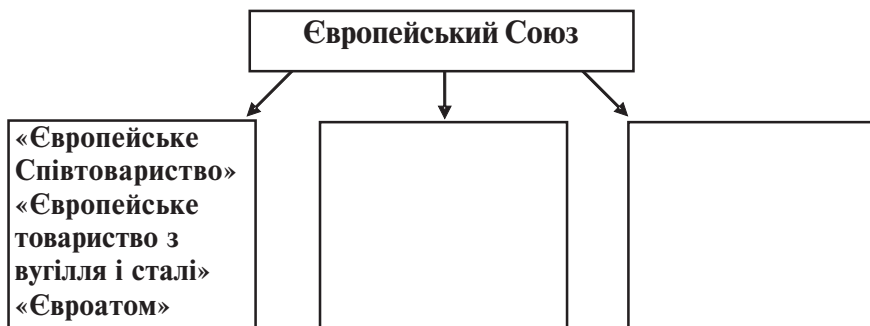 Європейський Союз
«Європейське
Співтовариство»
«Європейське
товариство з
вугілля і сталі»
«Євроатом»